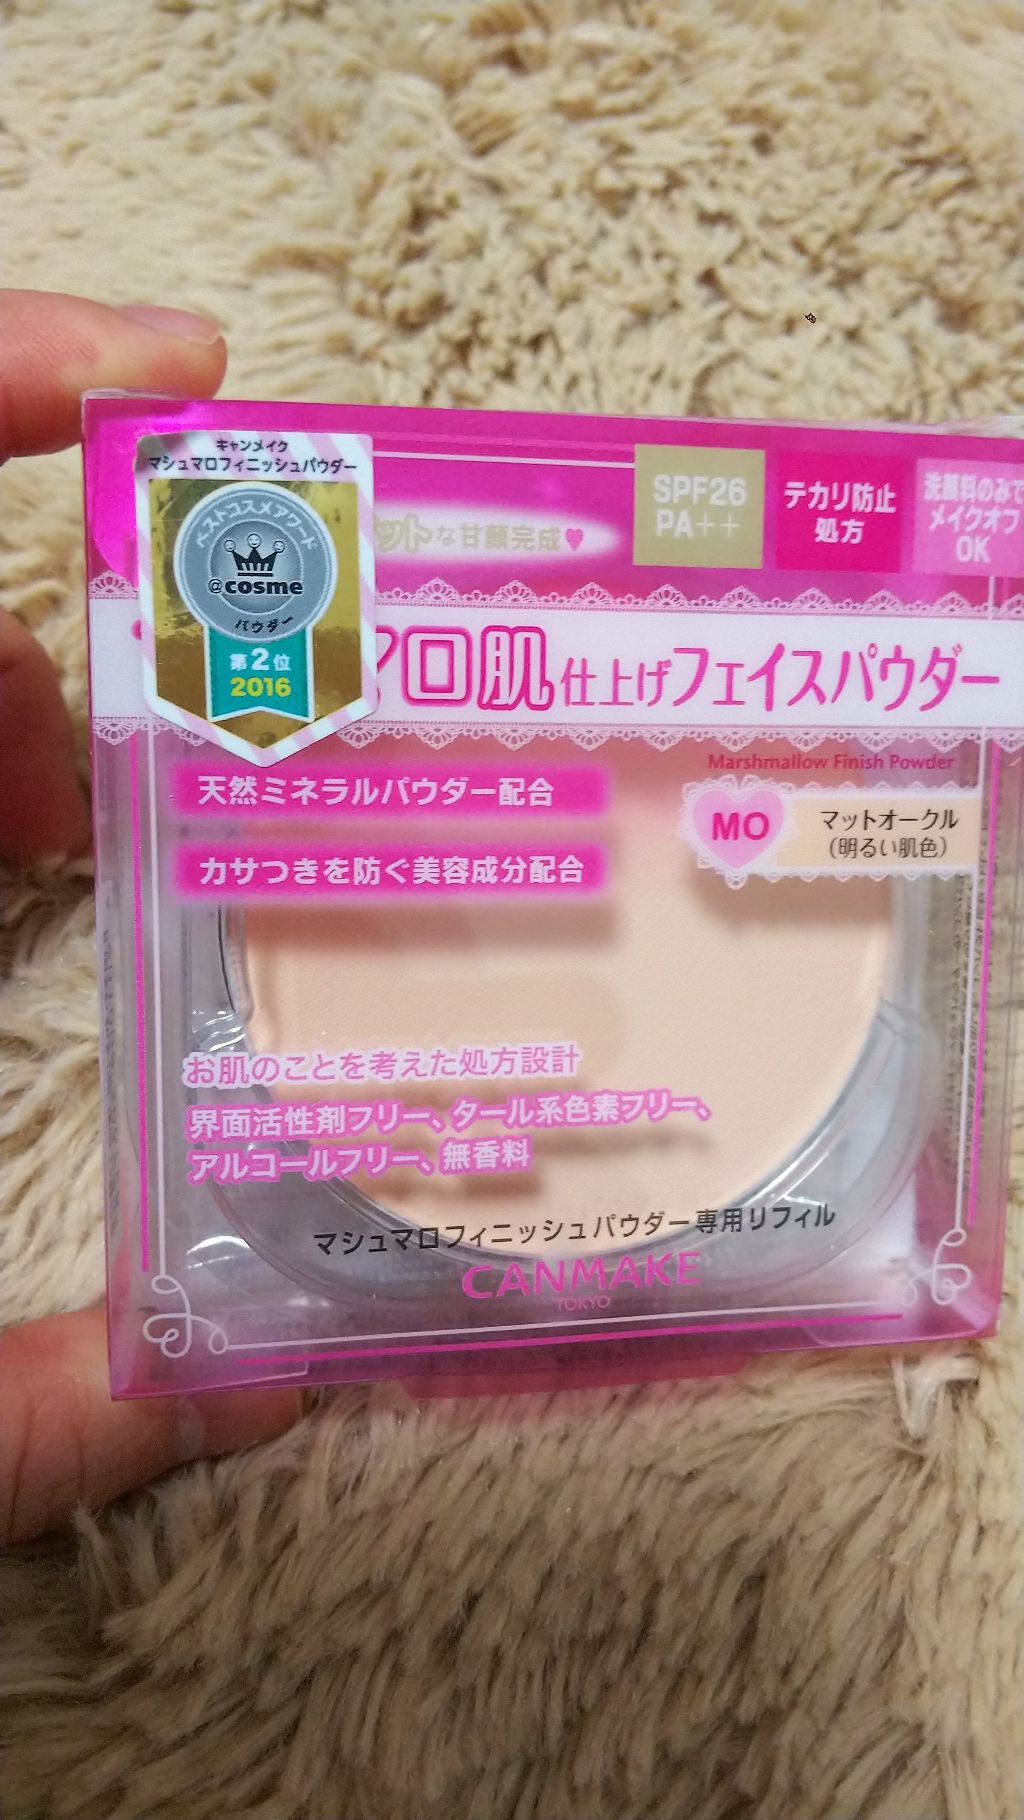 キャンメイク
マシュマロフィニッシュパウダー
ベストコスメアワード
@cosme
パウダー
第2位
2016
ットな甘顔完成♥
SPF26
PA++
テカリ防止
処方
洗顔料のみで
メイクオフ
OK
マロ肌仕上げフェイスパウダー
Marshmallow Finish Powder
天然ミネラルパウダー配合
MO
マットオークル
(明るい肌色)
カサつきを防ぐ美容成分配合
お肌のことを考えた処方設計
界面活性剤フリー、タール系色素フリー、
アルコールフリー、無香料
マシュマロフィニッシュパウダー専用リフィル
CANMAKE
TOKYO